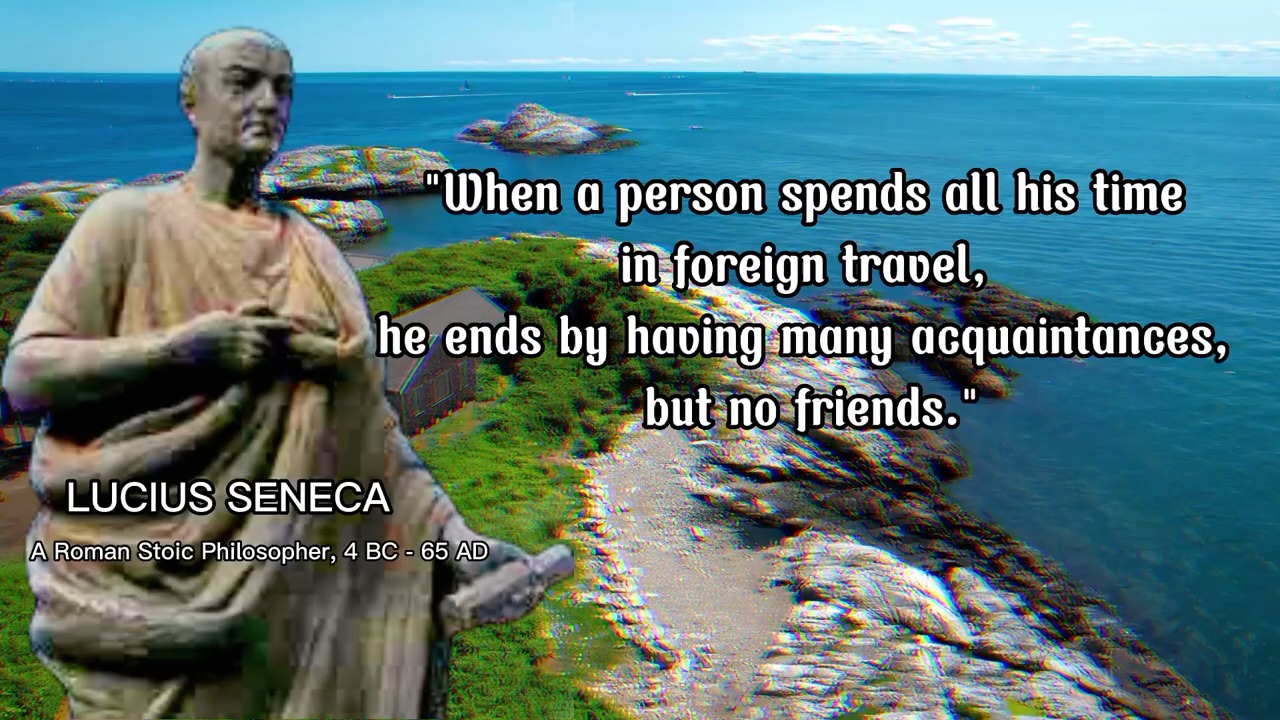 "When a person spends all his time
in foreign travel,
he ends by having many acquaintances,
but no friends."
LUCIUS SENECA
A Roman Stoic Philosopher, 4 BC - 65 AD